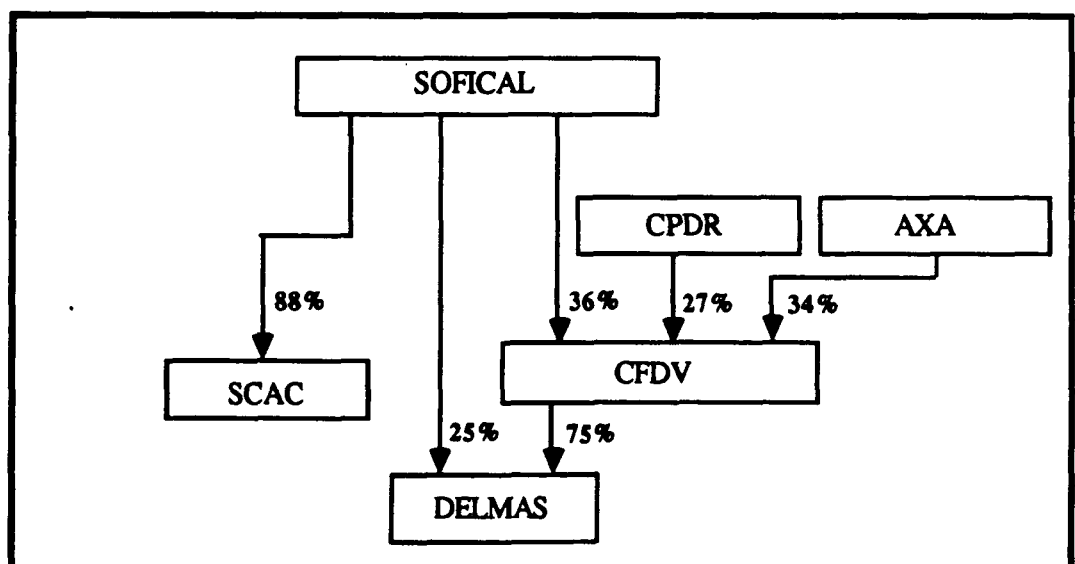 SOFICAL
CPDR
AXA
88%
36%
27%
34%
SCAC
CFDV
25%
75%
DELMAS